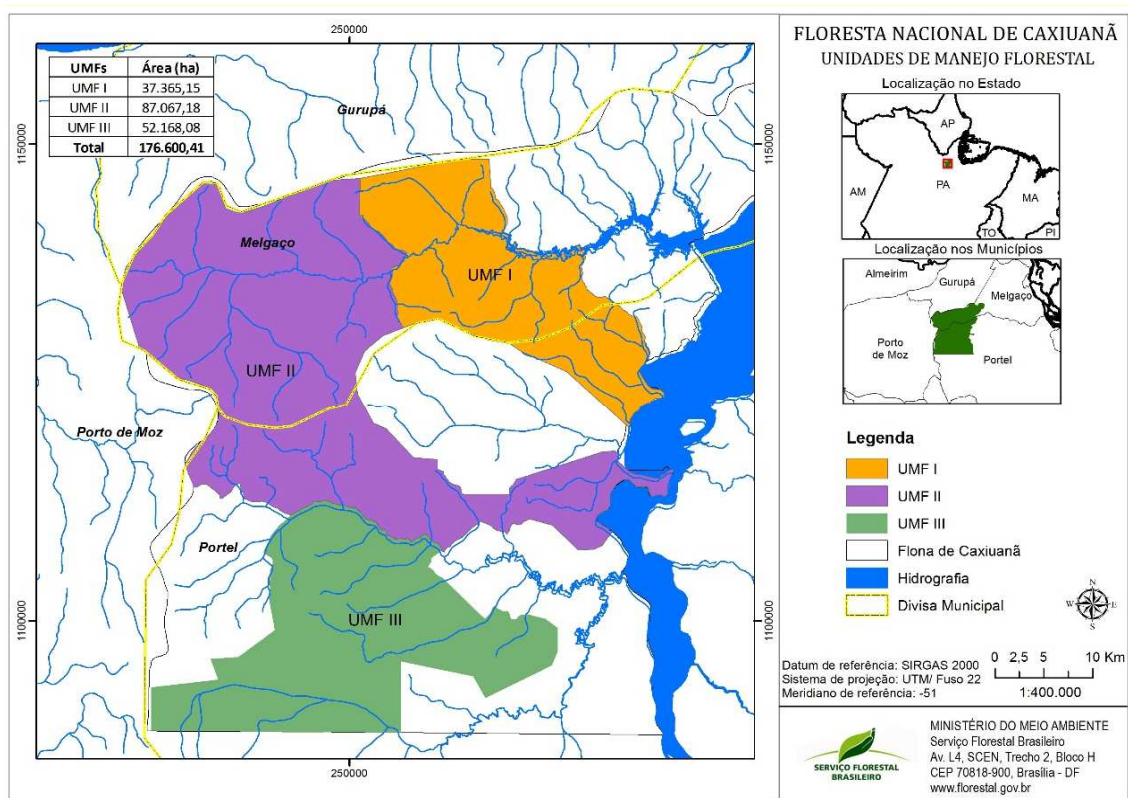 250000
UMFs Área (ha)
UMF I 37.365,15
UMF II 87.067,18
UMF III 52.168,08
Total 176.600,41
Gurupá
1150000
1150000
Melgaço
UMF I
UMF II
Porto de Moz
Portel
UMF III
1100000
1100000
250000
FLORESTA NACIONAL DE CAXIUANÃ
UNIDADES DE MANEJO FLORESTAL
Localização no Estado
AP
AM
PA
MA
TO
PI
Localização nos Municípios
Almeirim
Gurupá
Melgaço
Porto
de Moz
Portel
Legenda
UMF I
UMF II
UMF III
Flona de Caxiuanã
Hidrografia
Divisa Municipal
N
W E
S
Datum de referência: SIRGAS 2000
Sistema de projeção: UTM/ Fuso 22
Meridiano de referência: -51
0 2,5 5 10 Km
1:400.000
SERVIÇO FLORESTAL
BRASILEIRO
MINISTÉRIO DO MEIO AMBIENTE
Serviço Florestal Brasileiro
Av. L4, SCEN, Trecho 2, Bloco H
CEP 70818-900, Brasília - DF
www.florestal.gov.br